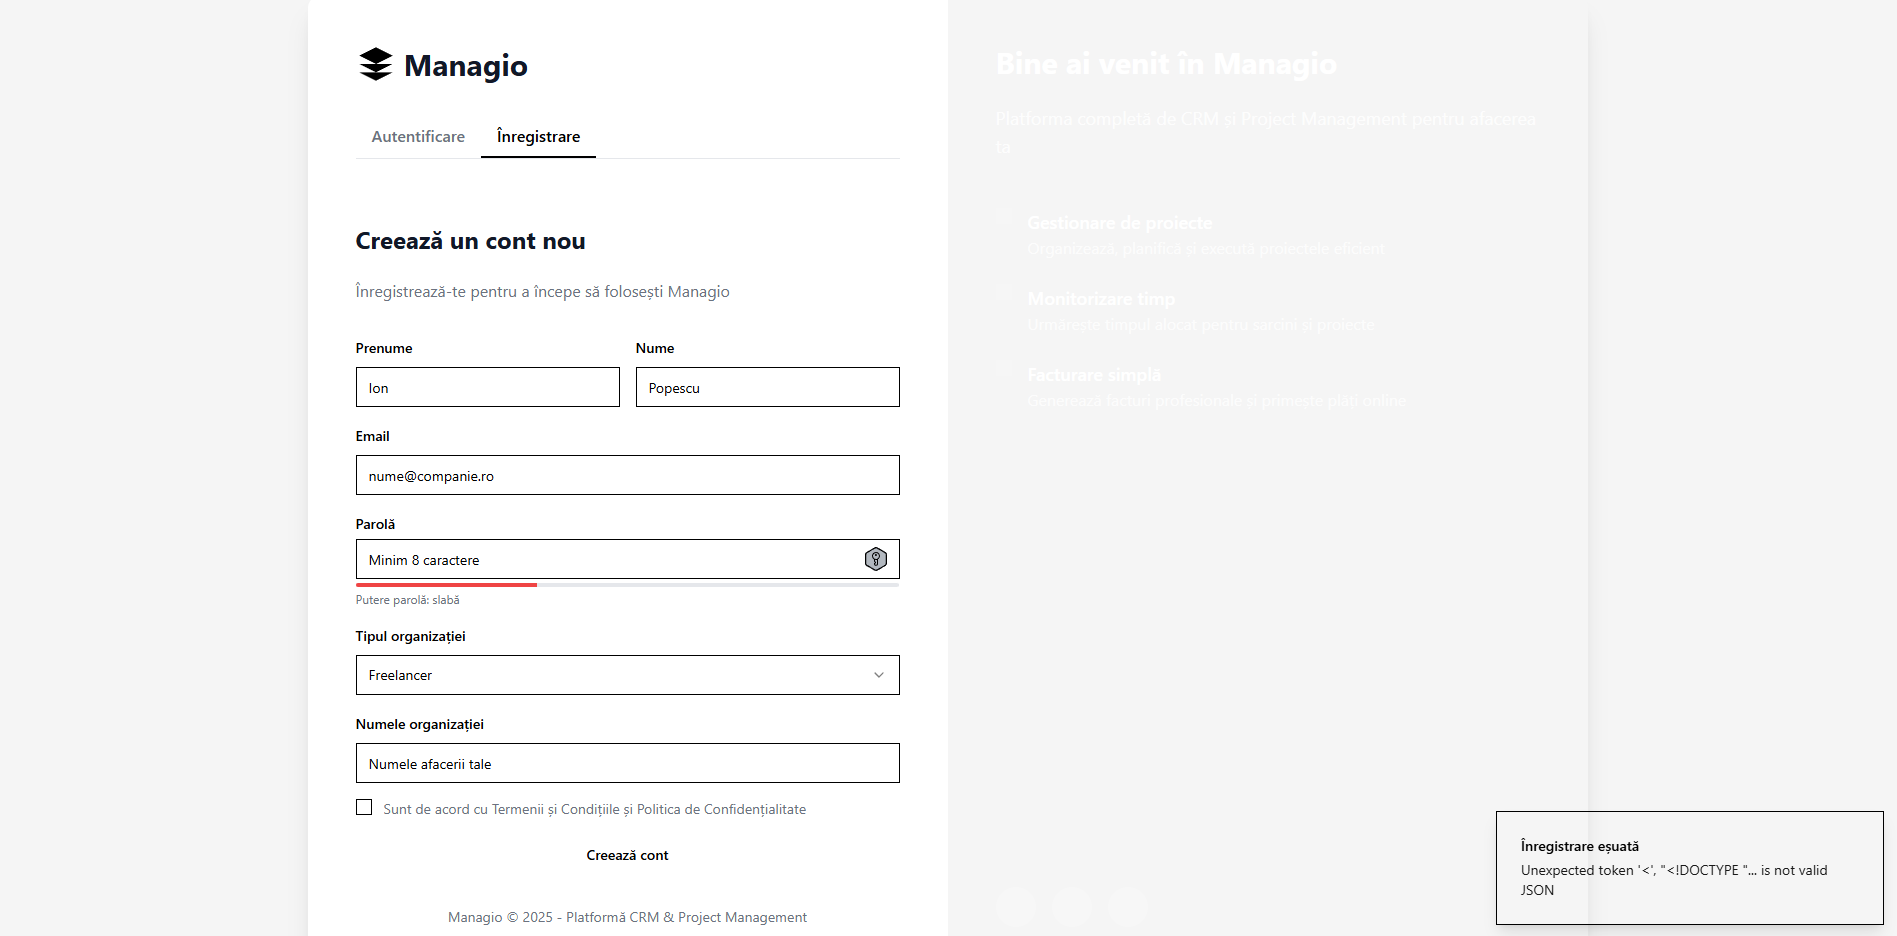 Managio
Autentificare
Înregistrare
Creează un cont nou
Înregistrează-te pentru a începe să folosești Managio
Prenume
Nume
Ion
Popescu
Email
nume@companie.ro
Parolă
Minim 8 caractere
Putere parolă: slabă
Tipul organizației
Freelancer
Numele organizației
Numele afacerii tale
Sunt de acord cu Termenii și Condițiile și Politica de Confidențialitate
Creează cont
Managio © 2025 - Platformă CRM & Project Management
Bine ai venit în Managio
Platforma completă de CRM și Project Management pentru afacerea
ta
Gestionare de proiecte
Organizează, planifică și execută proiectele eficient
Monitorizare timp
Urmărește timpul alocat pentru sarcini și proiecte
Facturare simplă
Generează facturi profesionale și primește plăți online
Înregistrare eșuată
Unexpected token '<', "<!DOCTYPE "... is not valid
JSON